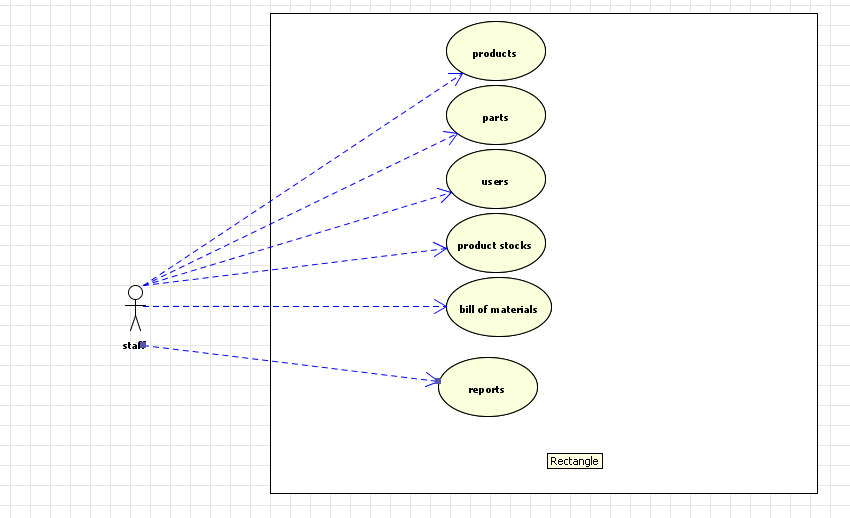 products
parts
users
product stocks
bill of materials
staff
reports
Rectangle